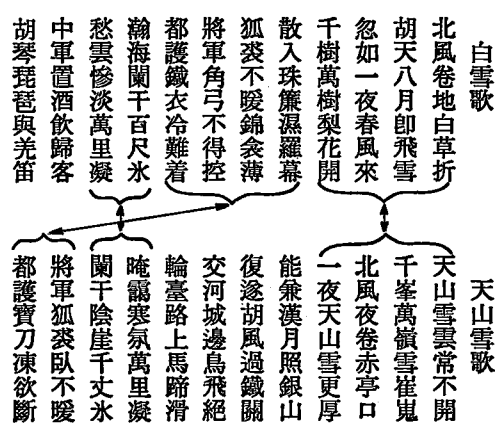 白雪歌
北風卷地白草折
胡天八月卽飛雪
忽如一夜春風來
千樹萬樹梨花開
散入珠簾濕羅幕
狐裘不暖錦衾薄
將軍角弓不得控
都護鐵衣冷難着
瀚海闌干百尺氷
愁雲慘淡萬里凝
中軍置酒飮歸客
胡琴琵琶與羌笛
天山雪歌
天山雪雲常不開
千峯萬嶺雪崔嵬
北風夜卷赤亭口
一夜天山雪更厚
能兼漢月照銀山
復逐胡風過鐵關
交河城邊鳥飛絕
輪臺路上馬蹄滑
晻靄寒氛萬里凝
闌干陰崖千丈氷
將軍狐裘臥不暖
都護寶刀凍欲斷